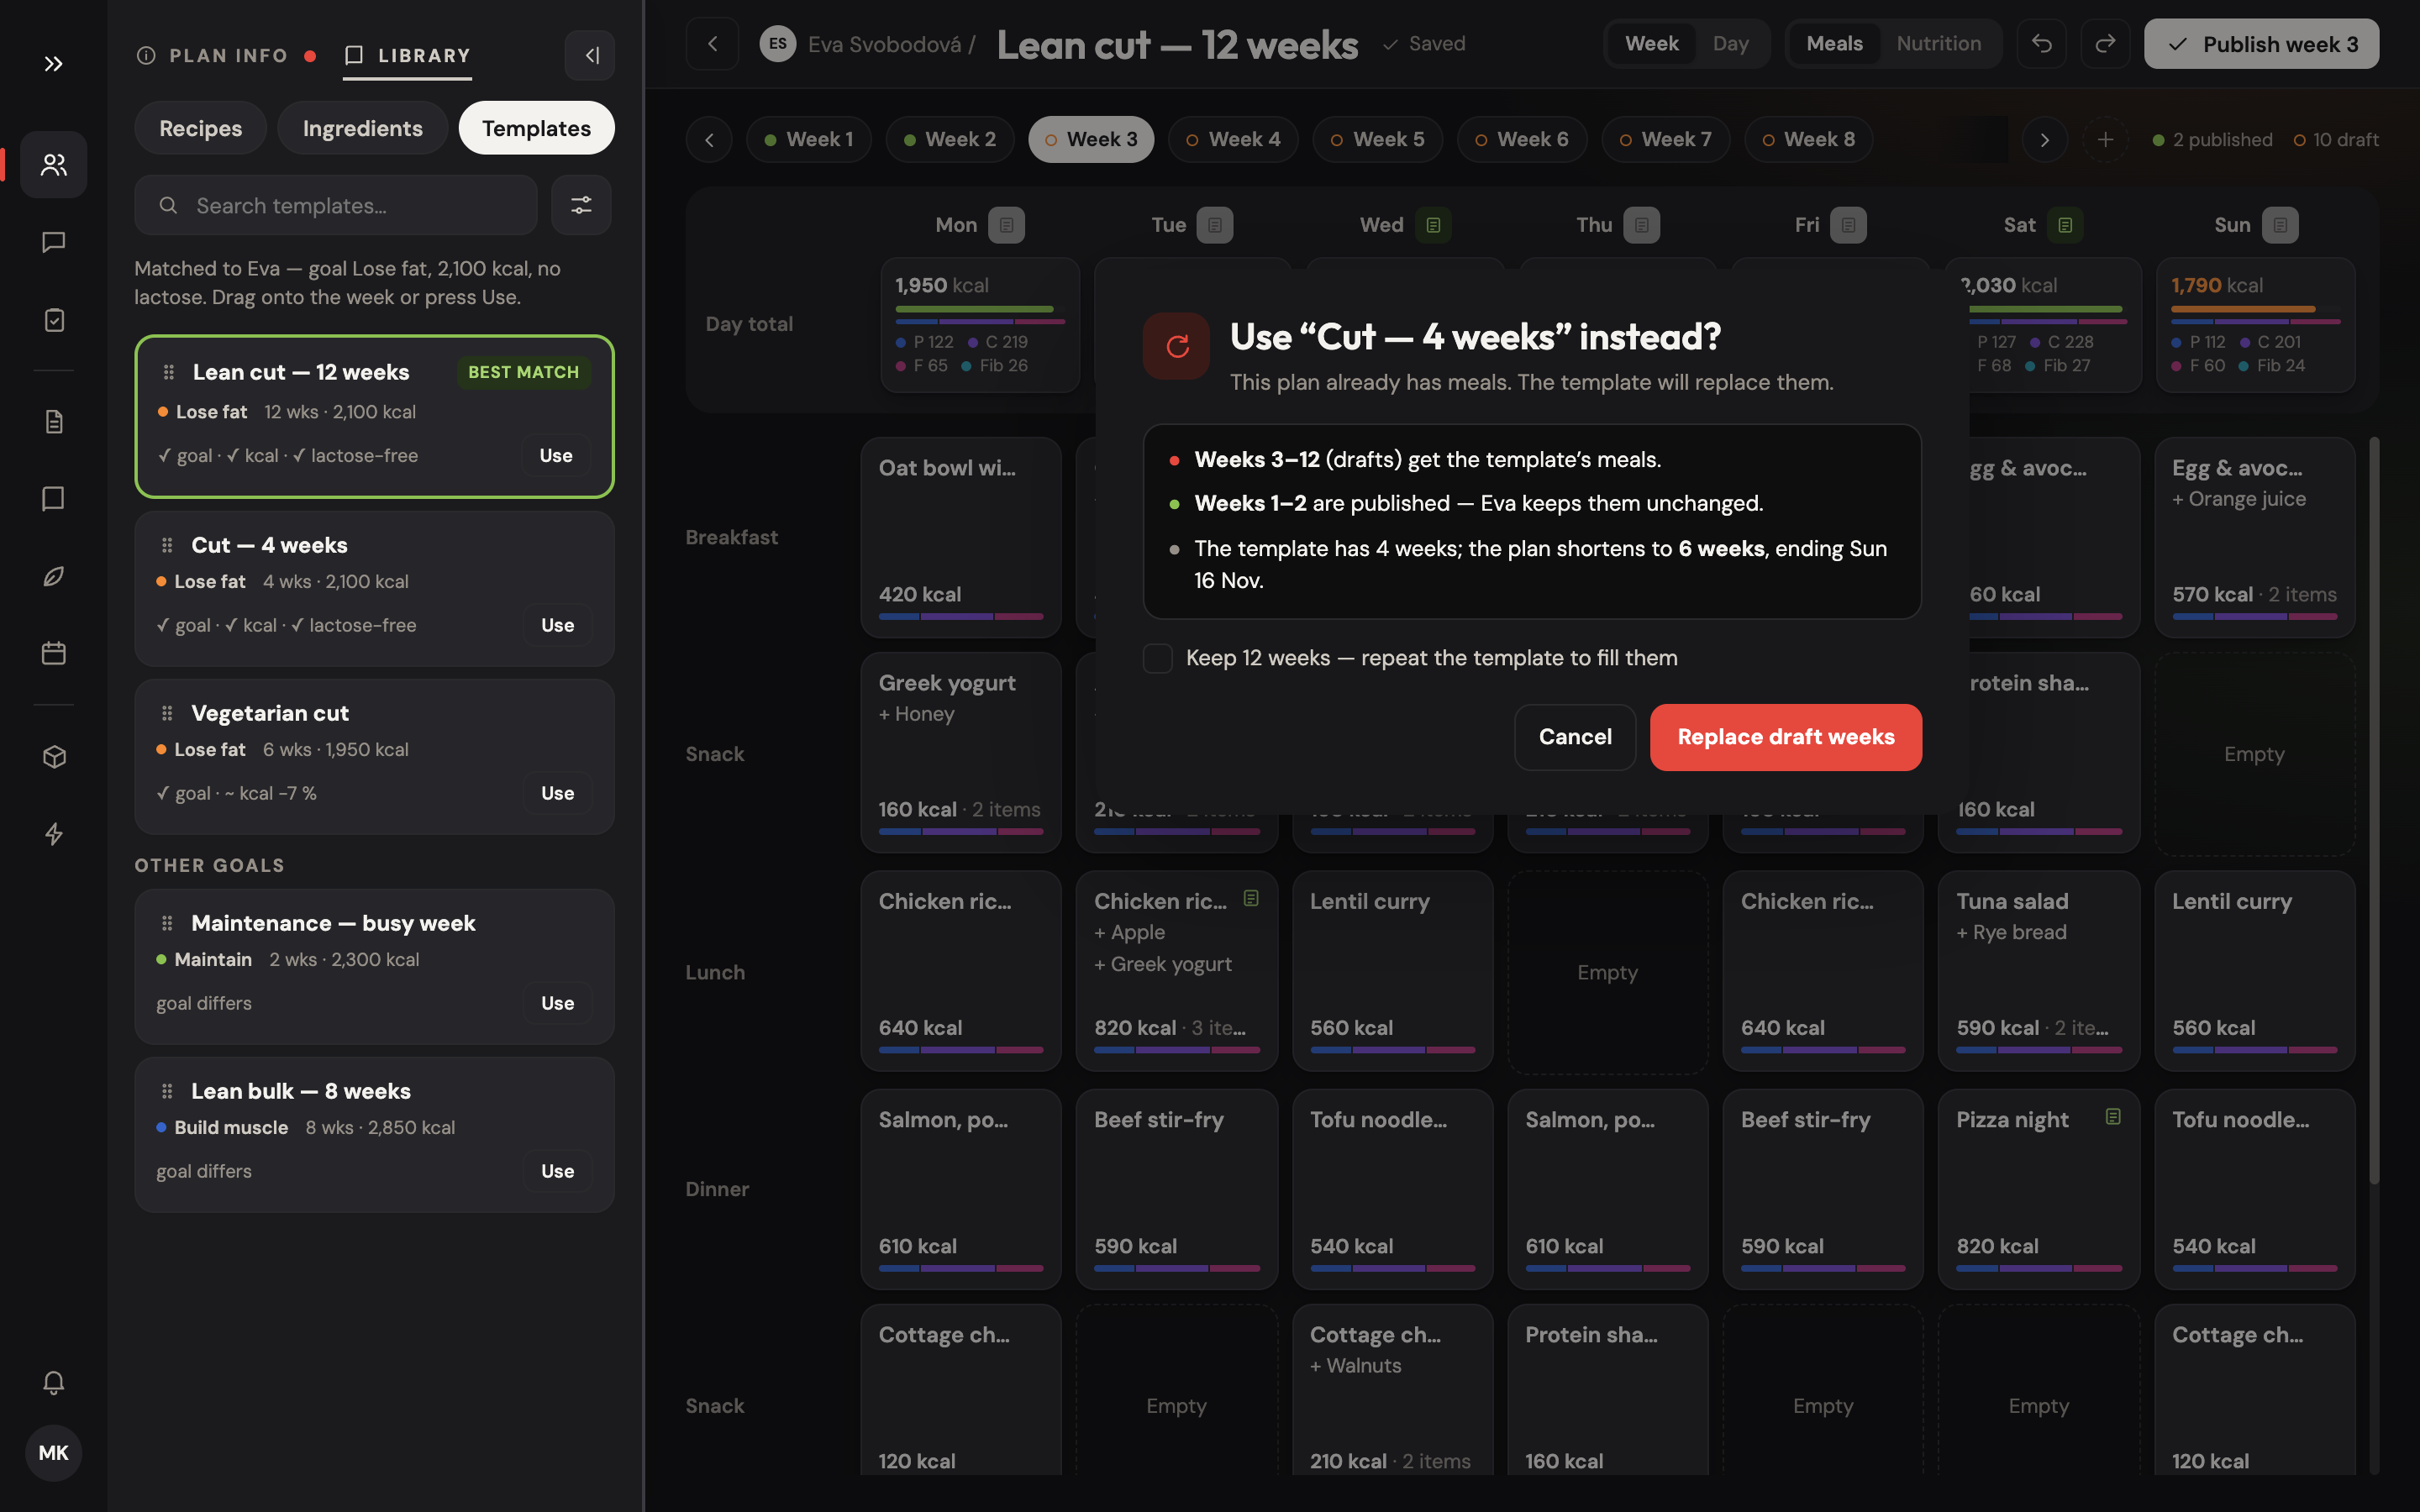 PLAN INFO
LIBRARY
Recipes
Ingredients
Templates
Search templates...
Matched to Eva — goal Lose fat, 2,100 kcal, no
lactose. Drag onto the week or press Use.
Lean cut — 12 weeks
BEST MATCH
Lose fat 12 wks · 2,100 kcal
✓ goal · ✓ kcal · ✓ lactose-free
Use
Cut — 4 weeks
Lose fat 4 wks · 2,100 kcal
✓ goal · ✓ kcal · ✓ lactose-free
Use
Vegetarian cut
Lose fat 6 wks · 1,950 kcal
✓ goal · ~ kcal -7 %
Use
OTHER GOALS
Maintenance — busy week
Maintain 2 wks · 2,300 kcal
goal differs
Use
Lean bulk — 8 weeks
Build muscle 8 wks · 2,850 kcal
goal differs
Use
MK
ES
Eva Svobodová /
Lean cut — 12 weeks
Saved
Week
Day
Meals
Nutrition
Publish week 3
Week 1
Week 2
Week 3
Week 4
Week 5
Week 6
Week 7
Week 8
2 published
10 draft
Mon
Tue
Wed
Thu
Fri
Sat
Sun
Day total
1,950 kcal
P 122 C 219
F 65 Fib 26
2,030 kcal
P 127 C 228
F 68 Fib 27
1,790 kcal
P 112 C 201
F 60 Fib 24
Use “Cut — 4 weeks” instead?
This plan already has meals. The template will replace them.
Weeks 3–12 (drafts) get the template’s meals.
Weeks 1–2 are published — Eva keeps them unchanged.
The template has 4 weeks; the plan shortens to 6 weeks, ending Sun
16 Nov.
Keep 12 weeks — repeat the template to fill them
Cancel
Replace draft weeks
Breakfast
Oat bowl wi...
420 kcal
gg & avoc...
60 kcal
Egg & avoc...
+ Orange juice
570 kcal · 2 items
Snack
Greek yogurt
+ Honey
160 kcal · 2 items
rotein sha...
160 kcal
Empty
Lunch
Chicken ric...
640 kcal
Chicken ric...
+ Apple
+ Greek yogurt
820 kcal · 3 ite...
Lentil curry
560 kcal
Empty
Chicken ric...
640 kcal
Tuna salad
+ Rye bread
590 kcal · 2 ite...
Lentil curry
560 kcal
Dinner
Salmon, po...
610 kcal
Beef stir-fry
590 kcal
Tofu noodle...
540 kcal
Salmon, po...
610 kcal
Beef stir-fry
590 kcal
Pizza night
820 kcal
Tofu noodle...
540 kcal
Snack
Cottage ch...
120 kcal
Empty
Cottage ch...
+ Walnuts
210 kcal · 2 items
Protein sha...
160 kcal
Empty
Empty
Cottage ch...
120 kcal